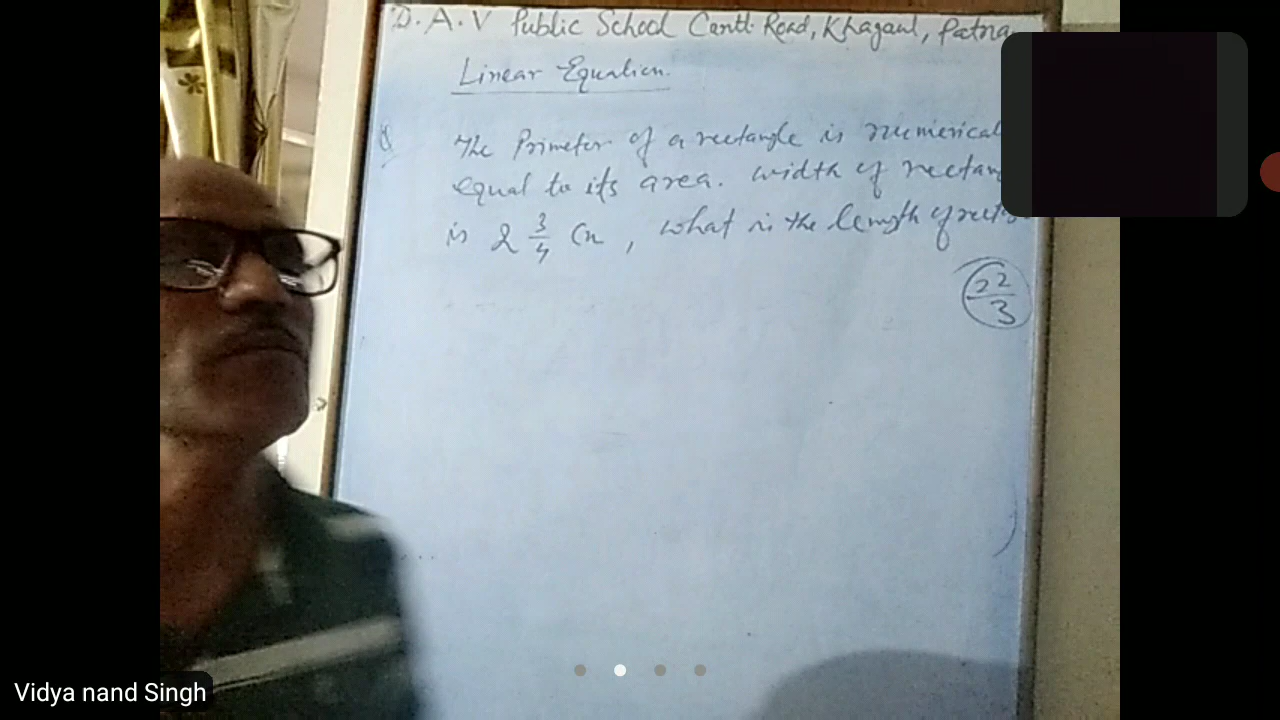 D.A.V Public School Cantt. Road, Khagaul, Patna
Linear Equation.
Q The Primeter of a rectangle is numerical
equal to its area. width of rectan
is 2 3/4 Cm, what is the length of rect
22/3
Vidya nand Singh